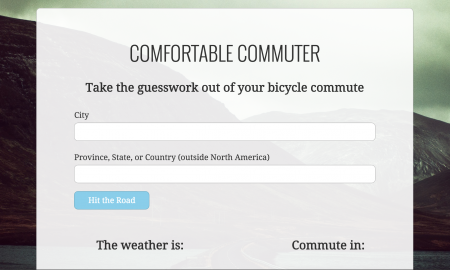 COMFORTABLE COMMUTER
Take the guesswork out of your bicycle commute
City
Province, State, or Country (outside North America)
Hit the Road
The weather is: Commute in: